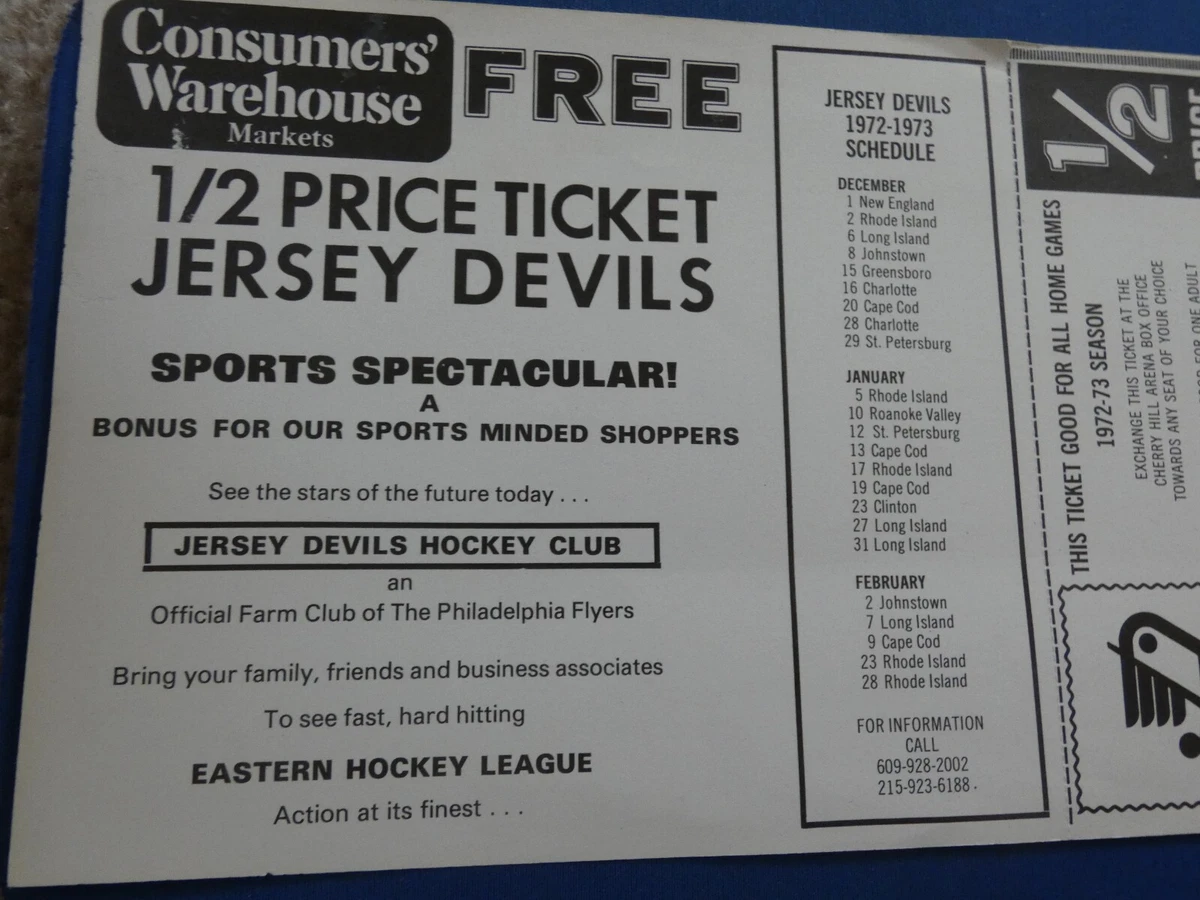 Consumers'
Warehouse
Markets
FREE
1/2 PRICE TICKET
JERSEY DEVILS
SPORTS SPECTACULAR!
A
BONUS FOR OUR SPORTS MINDED SHOPPERS
See the stars of the future today . . .
JERSEY DEVILS HOCKEY CLUB
an
Official Farm Club of The Philadelphia Flyers
Bring your family, friends and business associates
To see fast, hard hitting
EASTERN HOCKEY LEAGUE
Action at its finest . . .
JERSEY DEVILS
1972-1973
SCHEDULE
DECEMBER
1 New England
2 Rhode Island
6 Long Island
8 Johnstown
15 Greensboro
16 Charlotte
20 Cape Cod
28 Charlotte
29 St. Petersburg
JANUARY
5 Rhode Island
10 Roanoke Valley
12 St. Petersburg
13 Cape Cod
17 Rhode Island
19 Cape Cod
23 Clinton
27 Long Island
31 Long Island
FEBRUARY
2 Johnstown
7 Long Island
9 Cape Cod
23 Rhode Island
28 Rhode Island
FOR INFORMATION
CALL
609-928-2002
215-923-6188
1/2
THIS TICKET GOOD FOR ALL HOME GAMES
1972-73 SEASON
EXCHANGE THIS TICKET AT THE
CHERRY HILL ARENA BOX OFFICE
TOWARDS ANY SEAT OF YOUR CHOICE
FOR ONE ADULT